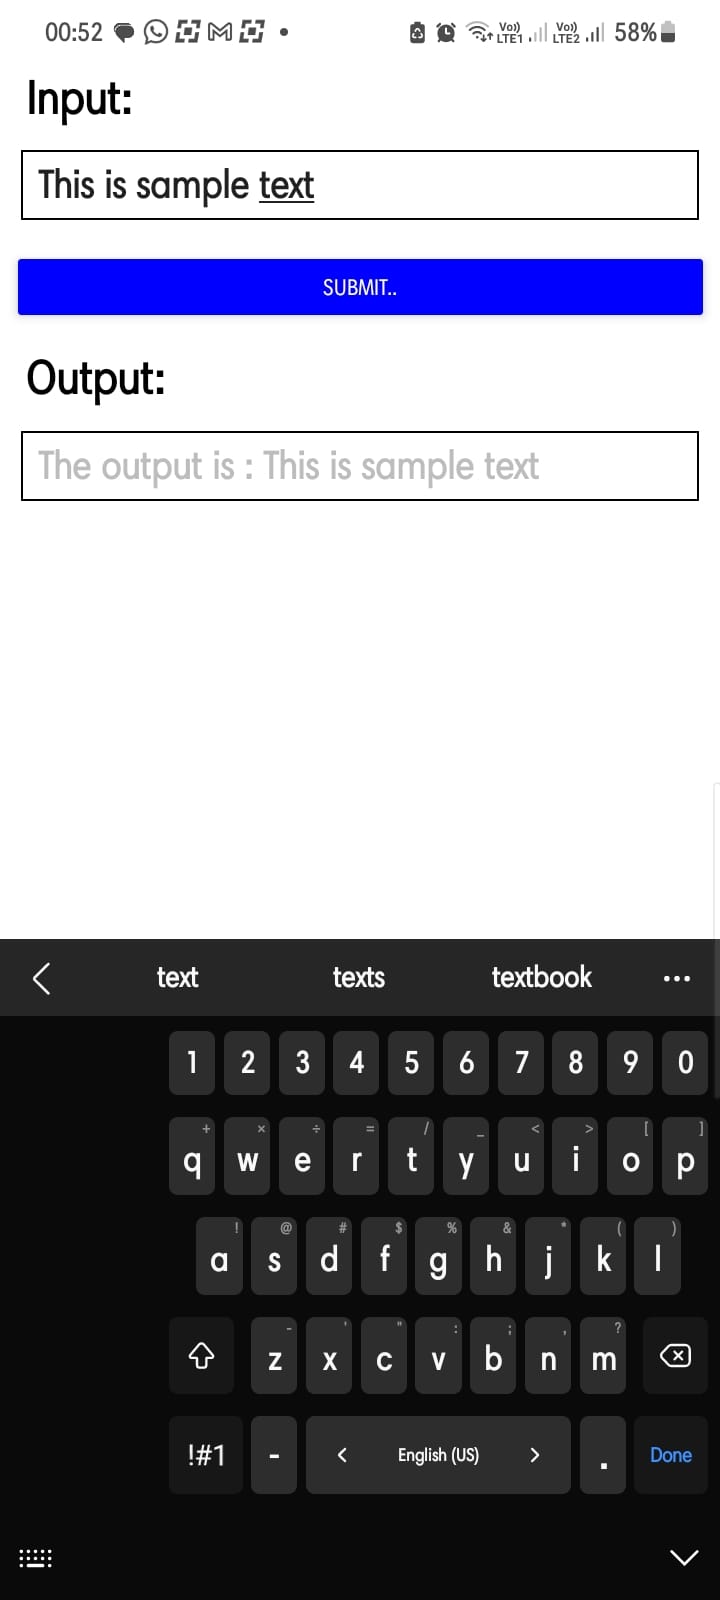 00:52 Vo)) LTE1 Vo)) LTE2 58%
Input:
This is sample text
SUBMIT..
Output:
The output is : This is sample text
text texts textbook
1 2 3 4 5 6 7 8 9 0
+ × ÷ = / _ < > [ ]
q w e r t y u i o p
! @ # $ % & * ( )
a s d f g h j k l
- ' " : ; , ?
z x c v b n m
!#1 - < English (US) > . Done